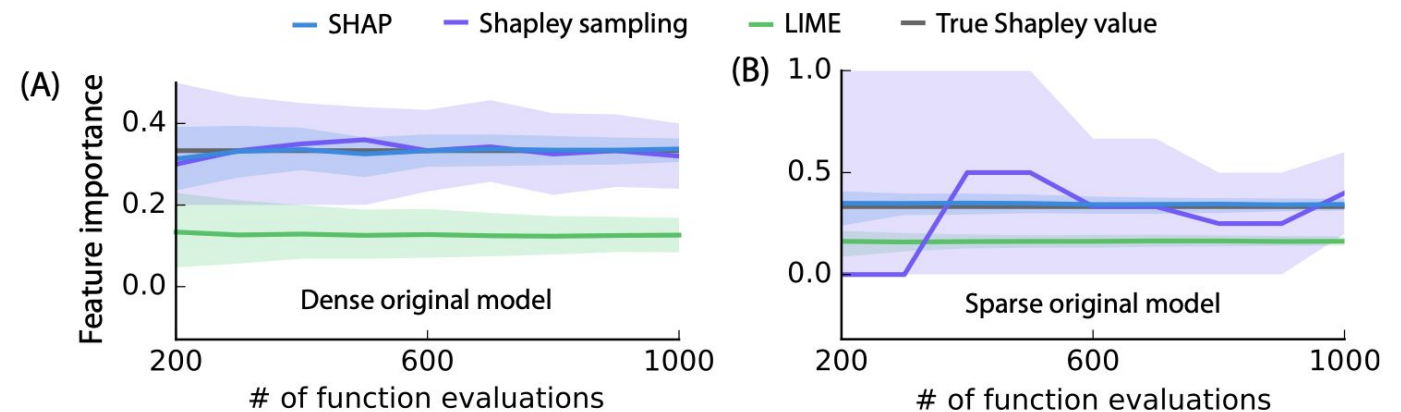 SHAP Shapley sampling LIME True Shapley value
(A)
Feature importance
0.4
0.2
0.0
Dense original model
200 600 1000
# of function evaluations
(B)
1.0
0.5
0.0
Sparse original model
200 600 1000
# of function evaluations